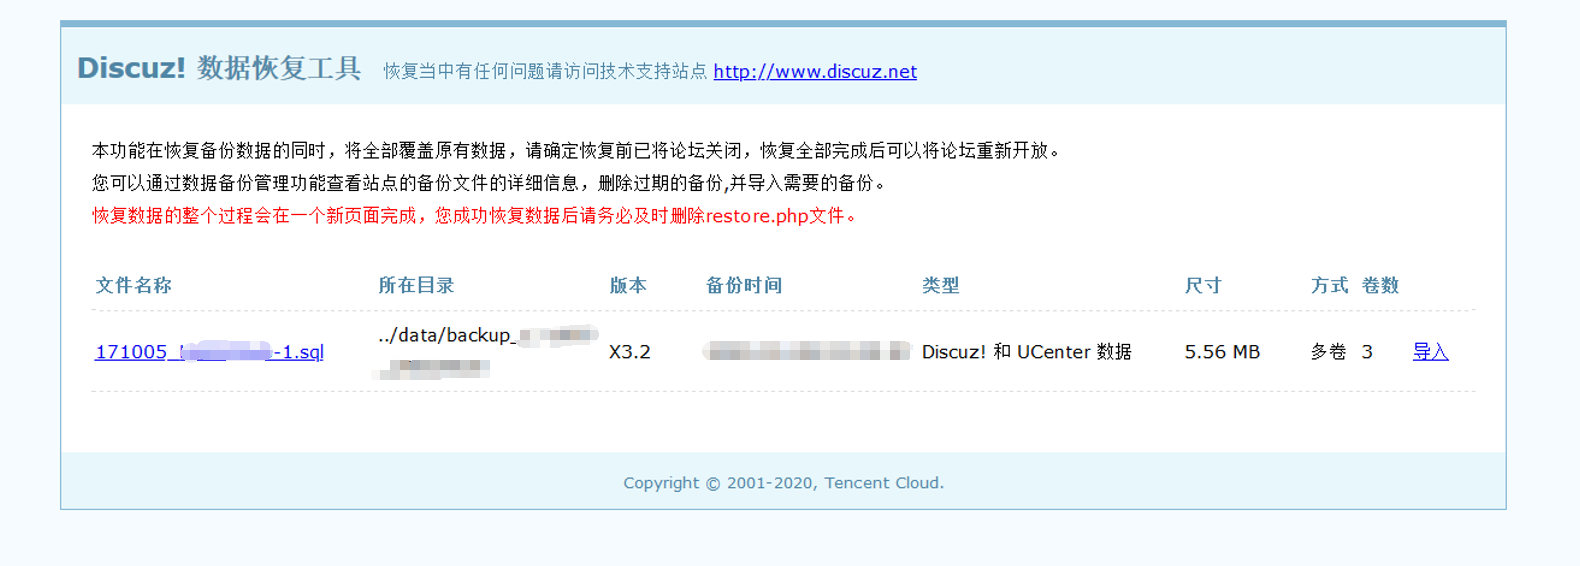 Discuz! 数据恢复工具 恢复当中有任何问题请访问技术支持站点 http://www.discuz.net
本功能在恢复备份数据的同时，将全部覆盖原有数据，请确定恢复前已将论坛关闭，恢复全部完成后可以将论坛重新开放。
您可以通过数据备份管理功能查看站点的备份文件的详细信息，删除过期的备份,并导入需要的备份。
恢复数据的整个过程会在一个新页面完成，您成功恢复数据后请务必及时删除restore.php文件。
文件名称 所在目录 版本 备份时间 类型 尺寸 方式 卷数
171005_ -1.sql ../data/backup_ X3.2 Discuz! 和 UCenter 数据 5.56 MB 多卷 3 导入
Copyright © 2001-2020, Tencent Cloud.